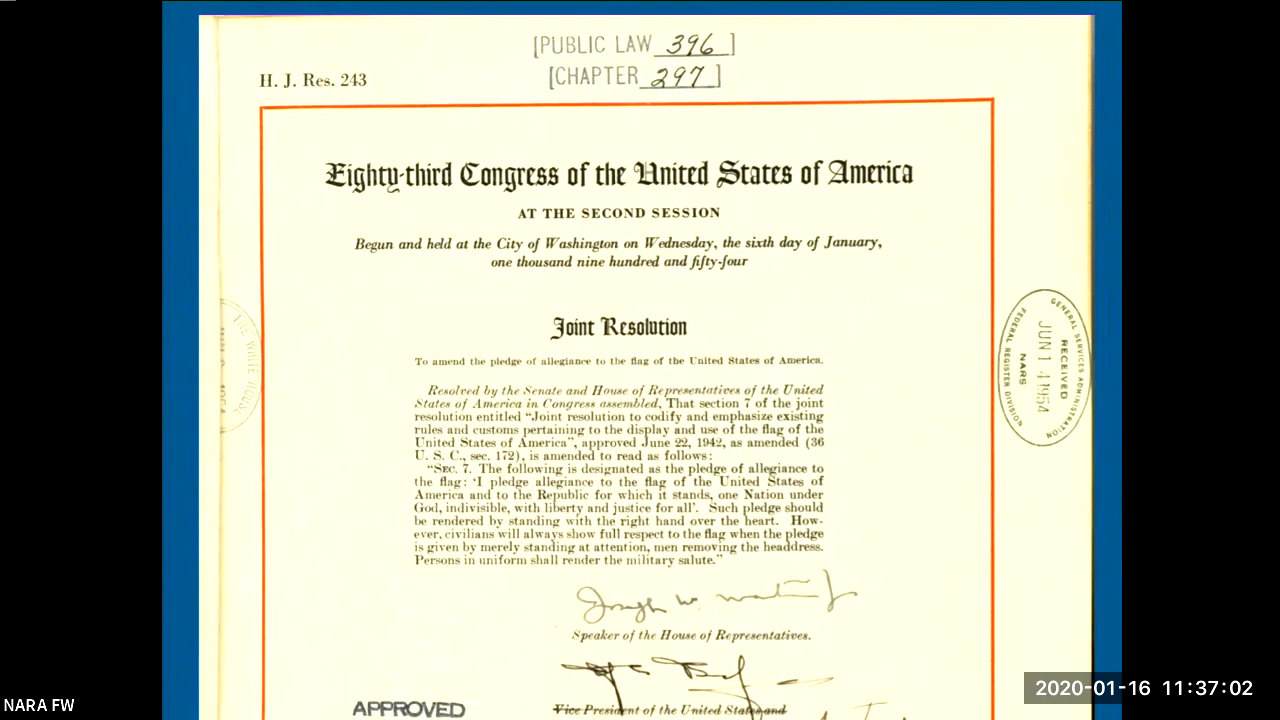 [PUBLIC LAW 396]
[CHAPTER 297]
H. J. Res. 243
Eighty-third Congress of the United States of America
AT THE SECOND SESSION
Begun and held at the City of Washington on Wednesday, the sixth day of January,
one thousand nine hundred and fifty-four
Joint Resolution
To amend the pledge of allegiance to the flag of the United States of America.
Resolved by the Senate and House of Representatives of the United
States of America in Congress assembled, That section 7 of the joint
resolution entitled “Joint resolution to codify and emphasize existing
rules and customs pertaining to the display and use of the flag of the
United States of America”, approved June 22, 1942, as amended (36
U. S. C., sec. 172), is amended to read as follows:
“SEC. 7. The following is designated as the pledge of allegiance to
the flag: ‘I pledge allegiance to the flag of the United States of
America and to the Republic for which it stands, one Nation under
God, indivisible, with liberty and justice for all’. Such pledge should
be rendered by standing with the right hand over the heart. How-
ever, civilians will always show full respect to the flag when the pledge
is given by merely standing at attention, men removing the headdress.
Persons in uniform shall render the military salute.”
Joseph W.
Speaker of the House of Representatives.
Vice President of the United States and
APPROVED
THE WHITE HOUSE
GENERAL SERVICES ADMINISTRATION
RECEIVED
JUN 14 1954
NARS
FEDERAL REGISTER DIVISION
NARA FW
2020-01-16 11:37:02